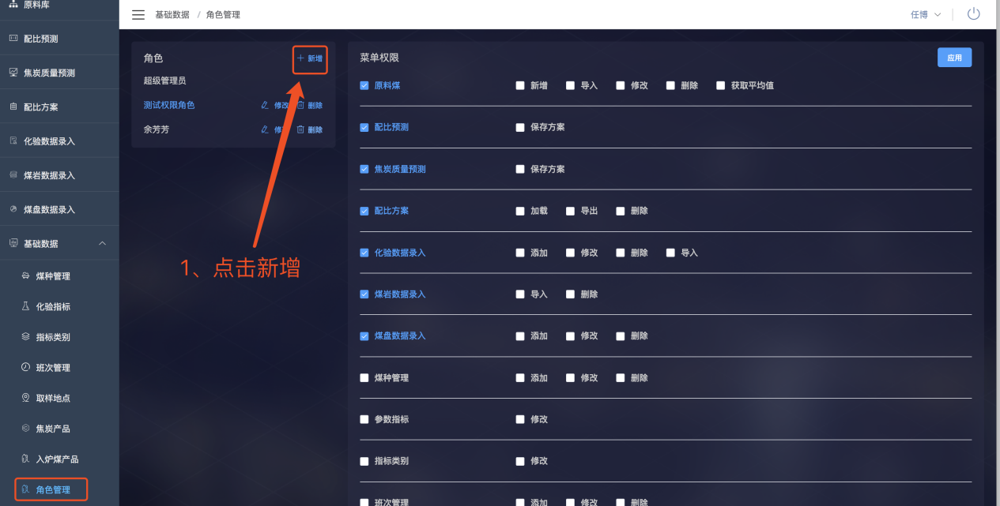 原料库
配比预测
焦炭质量预测
配比方案
化验数据录入
煤岩数据录入
煤盘数据录入
基础数据
煤种管理
化验指标
指标类别
班次管理
取样地点
焦炭产品
入炉煤产品
角色管理
基础数据 / 角色管理
任博
角色
+ 新增
超级管理员
测试权限角色 修改 删除
余芳芳 修 删除
1、点击新增
菜单权限 应用
原料煤 新增 导入 修改 删除 获取平均值
配比预测 保存方案
焦炭质量预测 保存方案
配比方案 加载 导出 删除
化验数据录入 添加 修改 删除 导入
煤岩数据录入 导入 删除
煤盘数据录入 添加 修改 删除
煤种管理 添加 修改 删除
参数指标 修改
指标类别 修改
班次管理 添加 修改 删除